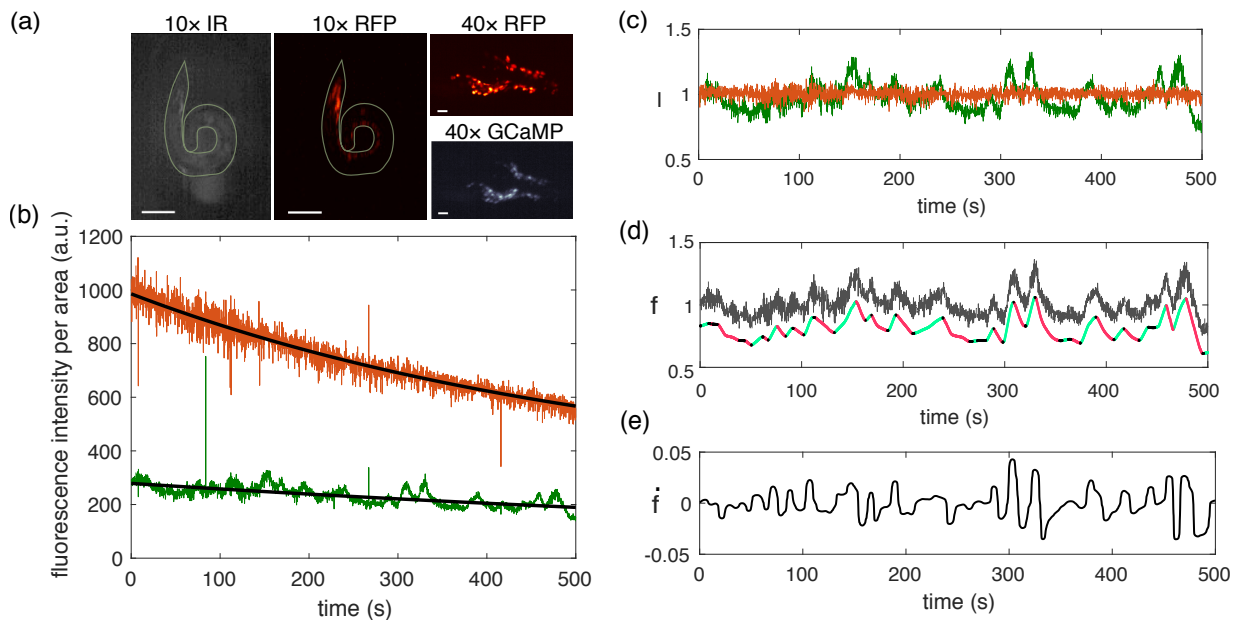 (a)
10× IR
10× RFP
40× RFP
40× GCaMP
(b)
fluorescence intensity per area (a.u.)
1200
1000
800
600
400
200
0
0 100 200 300 400 500
time (s)
(c)
I
1.5
1
0.5
0 100 200 300 400 500
time (s)
(d)
f
1.5
1
0.5
0 100 200 300 400 500
time (s)
(e)
ḟ
0.05
0
-0.05
0 100 200 300 400 500
time (s)